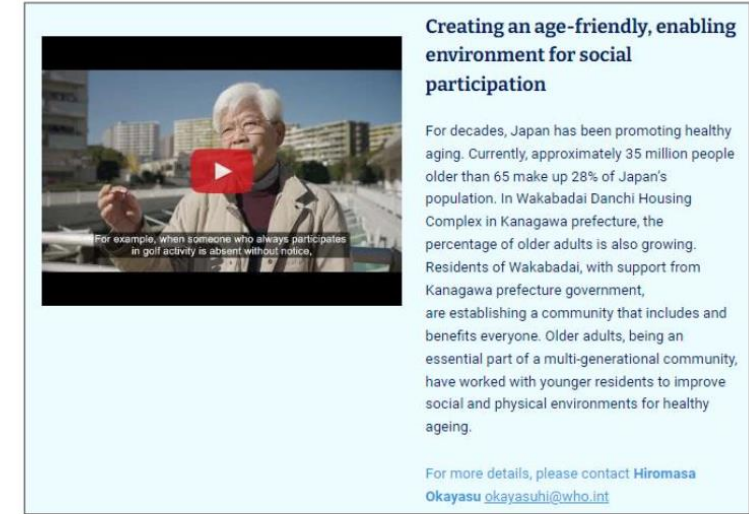 Creating an age-friendly, enabling
environment for social
participation
For example, when someone who always participates
in golf activity is absent without notice,
For decades, Japan has been promoting healthy
aging. Currently, approximately 35 million people
older than 65 make up 28% of Japan's
population. In Wakabadai Danchi Housing
Complex in Kanagawa prefecture, the
percentage of older adults is also growing.
Residents of Wakabadai, with support from
Kanagawa prefecture government,
are establishing a community that includes and
benefits everyone. Older adults, being an
essential part of a multi-generational community,
have worked with younger residents to improve
social and physical environments for healthy
ageing.
For more details, please contact Hiromasa
Okayasu okayasuhi@who.int